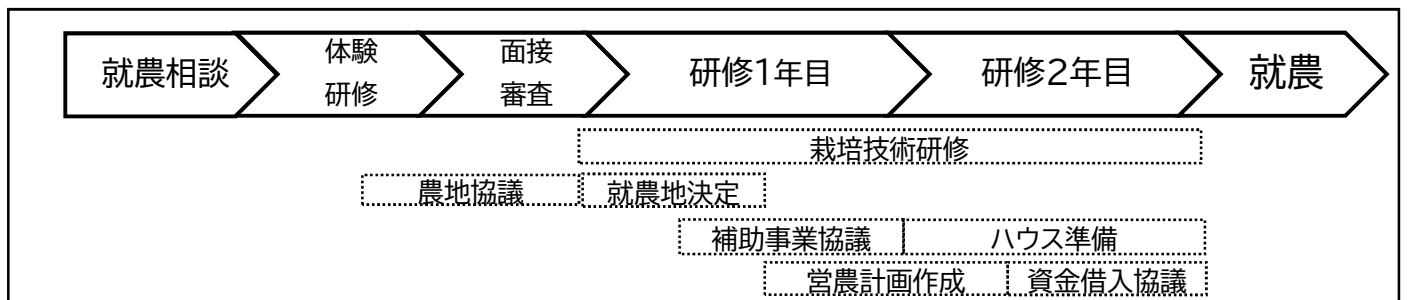 就農相談
体験
研修
面接
審査
研修1年目
研修2年目
就農
栽培技術研修
農地協議
就農地決定
補助事業協議
ハウス準備
営農計画作成
資金借入協議